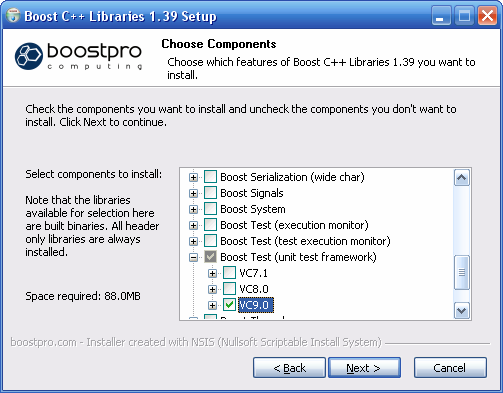 Boost C++ Libraries 1.39 Setup
boostpro
computing
Choose Components
Choose which features of Boost C++ Libraries 1.39 you want to
install.
Check the components you want to install and uncheck the components you don't want to
install. Click Next to continue.
Select components to install:
Note that the libraries
available for selection here
are built binaries. All header
only libraries are always
installed.
Space required: 88.0MB
Boost Serialization (wide char)
Boost Signals
Boost System
Boost Test (execution monitor)
Boost Test (test execution monitor)
Boost Test (unit test framework)
VC7.1
VC8.0
VC9.0
boostpro.com - Installer created with NSIS (Nullsoft Scriptable Install System)
< Back
Next >
Cancel